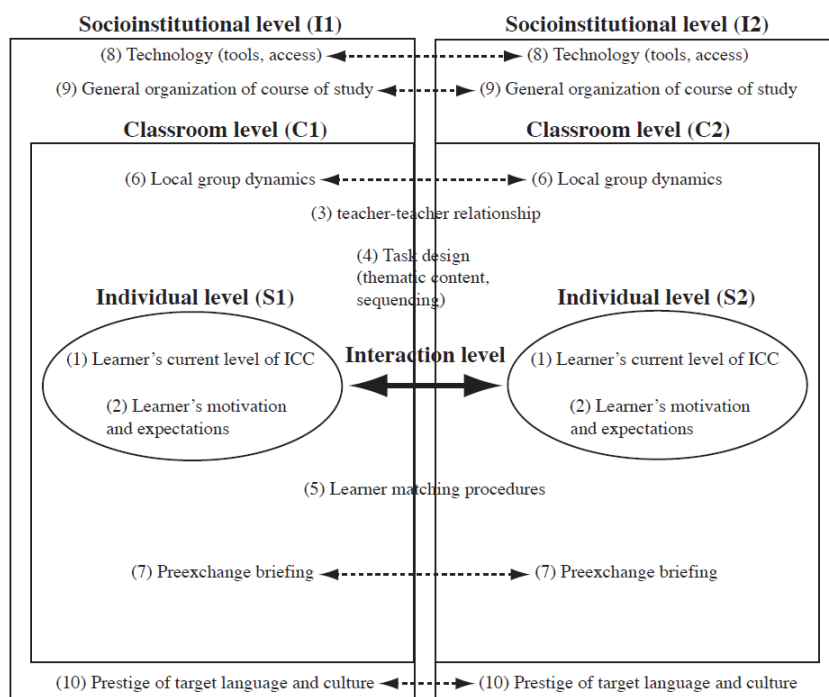 Socioinstitutional level (I1)
Socioinstitutional level (I2)
(8) Technology (tools, access)
(8) Technology (tools, access)
(9) General organization of course of study
(9) General organization of course of study
Classroom level (C1)
Classroom level (C2)
(6) Local group dynamics
(6) Local group dynamics
(3) teacher-teacher relationship
(4) Task design
(thematic content,
sequencing)
Individual level (S1)
Individual level (S2)
(1) Learner's current level of ICC
(2) Learner's motivation
and expectations
Interaction level
(1) Learner's current level of ICC
(2) Learner's motivation
and expectations
(5) Learner matching procedures
(7) Preexchange briefing
(7) Preexchange briefing
(10) Prestige of target language and culture
(10) Prestige of target language and culture